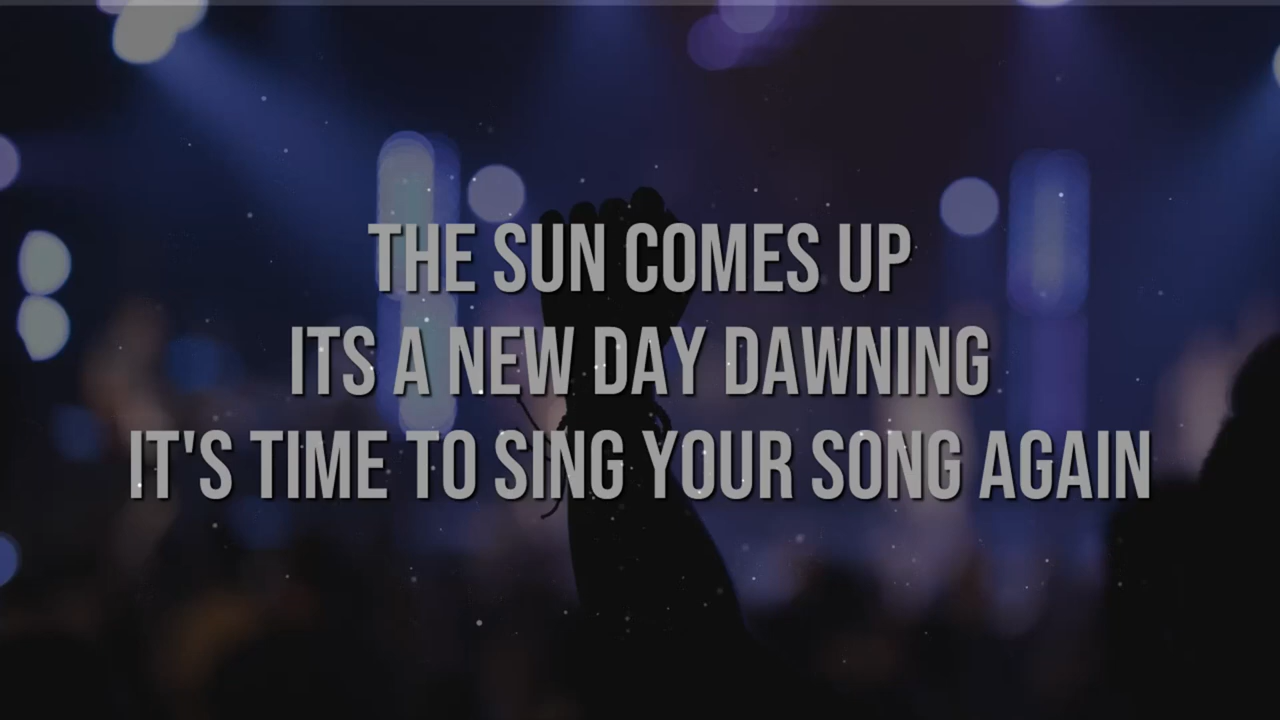 THE SUN COMES UP
ITS A NEW DAY DAWNING
IT'S TIME TO SING YOUR SONG AGAIN